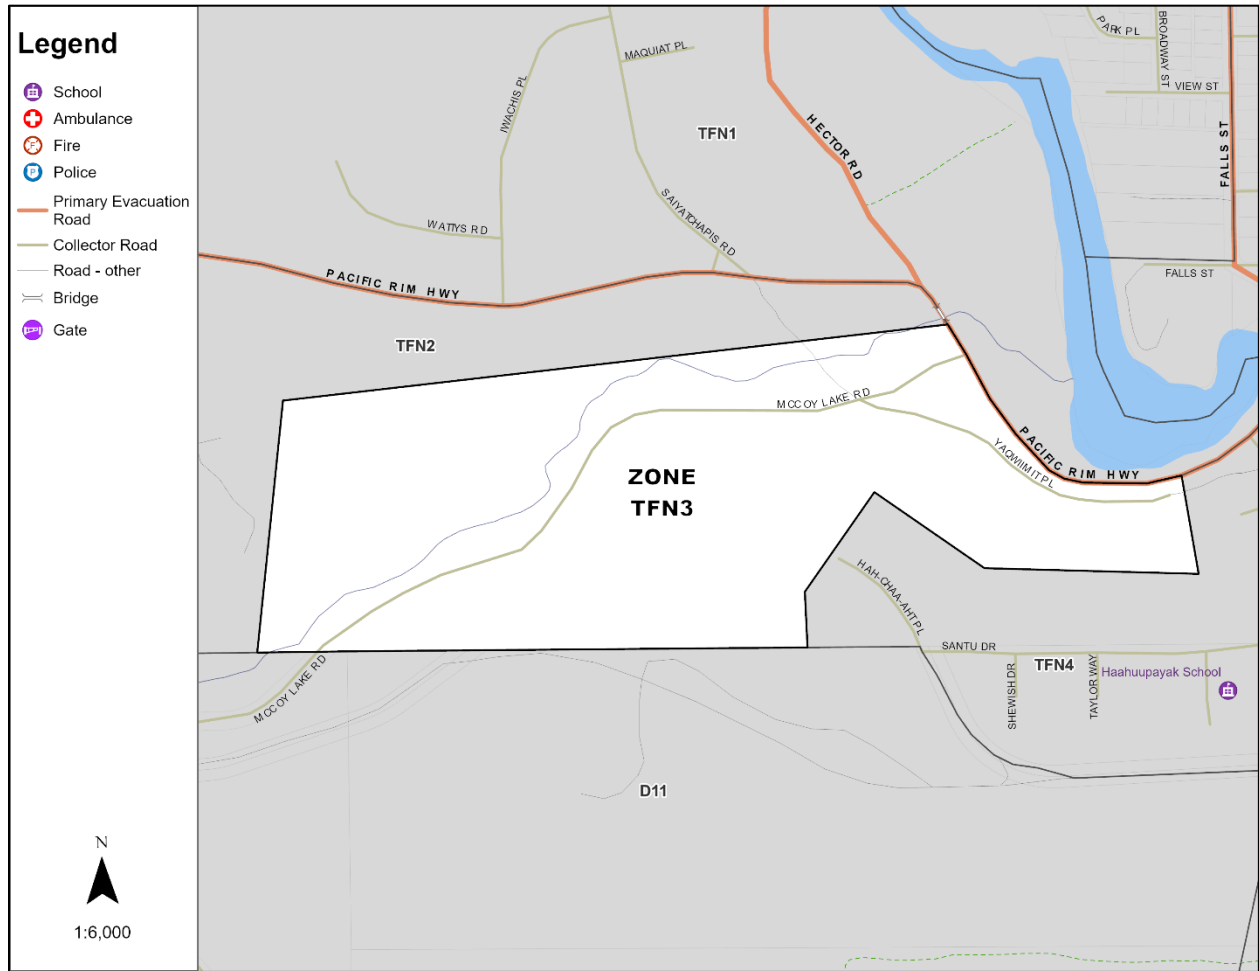 Legend
School
Ambulance
Fire
Police
Primary Evacuation
Road
Collector Road
Road - other
Bridge
Gate
N
1:6,000
MAQUIAT PL
IWACHIS PL
TFN1
HECTOR RD
PARK PL
BROADWAY ST
VIEW ST
FALLS ST
WATIYS RD
SAIYATCHAPIS RD
FALLS ST
PACIFIC RIM HWY
TFN2
MCCOY LAKE RD
YAOWIIMIT PL
PACIFIC RIM HWY
ZONE
TFN3
HAH-CHAA-AHT PL
SANTU DR
TFN4
SHEWISH DR
TAYLOR WAY
Haahuupayak School
MCCOY LAKE RD
D11